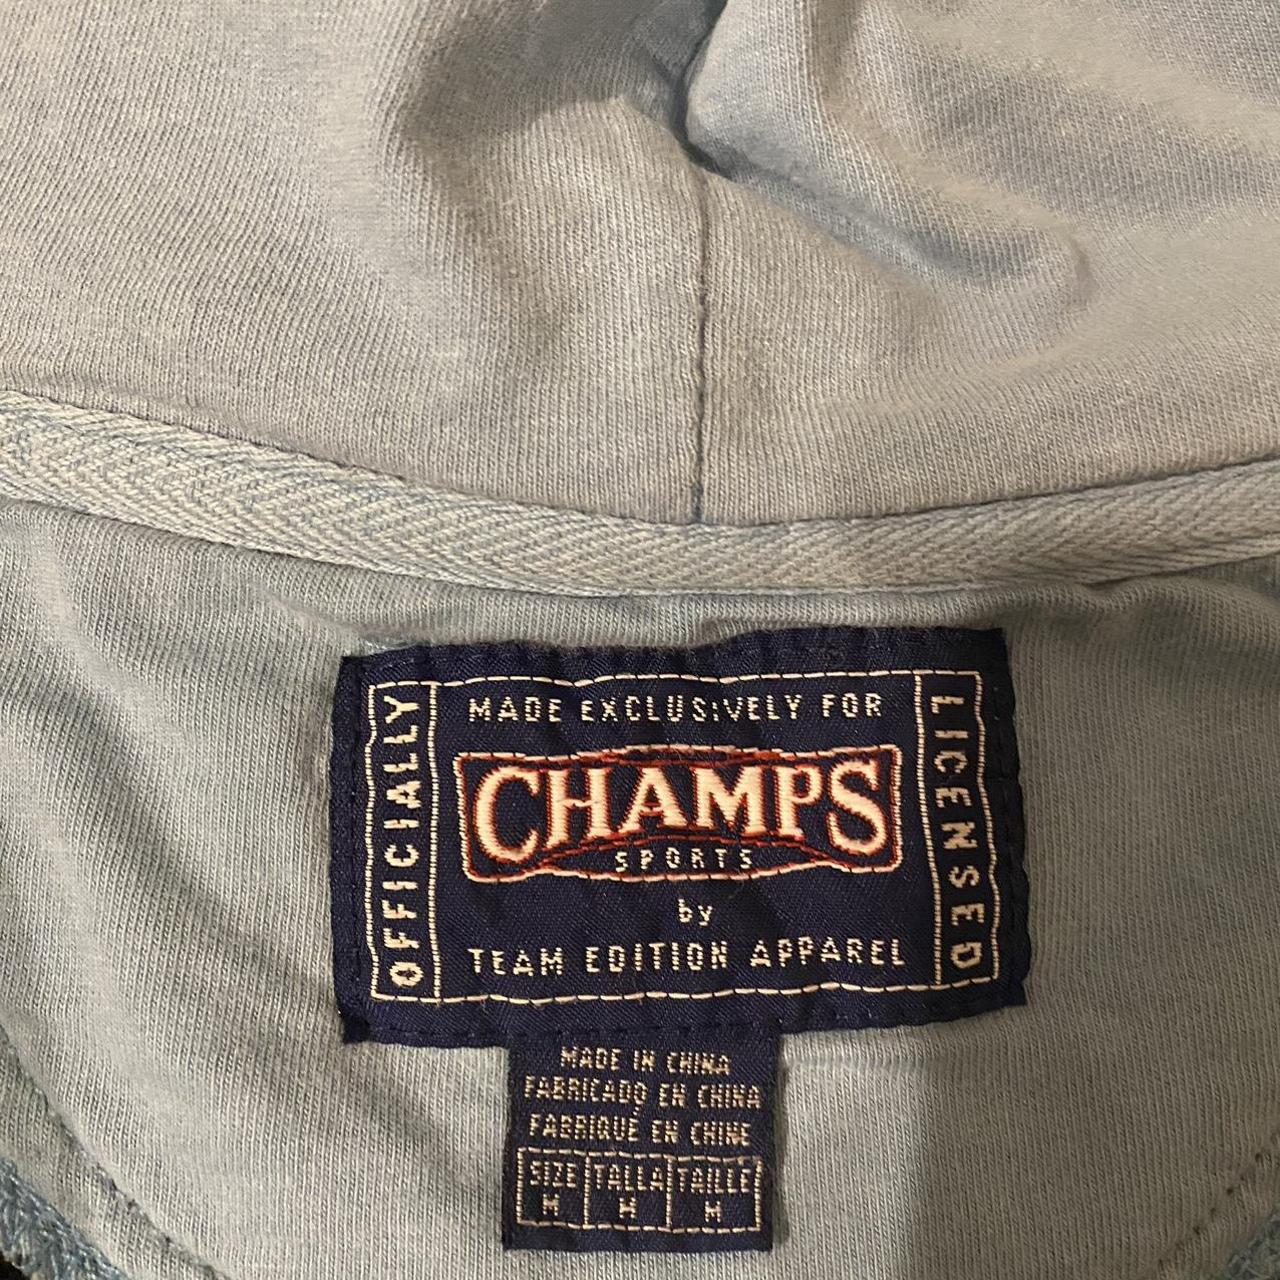 OFFICIALLY
MADE EXCLUSIVELY FOR
CHAMPS
SPORTS
by
TEAM EDITION APPAREL
LICENSED
MADE IN CHINA
FABRICADO EN CHINA
FABRIQUÉ EN CHINE
SIZE TALLA TAILLE
M M M